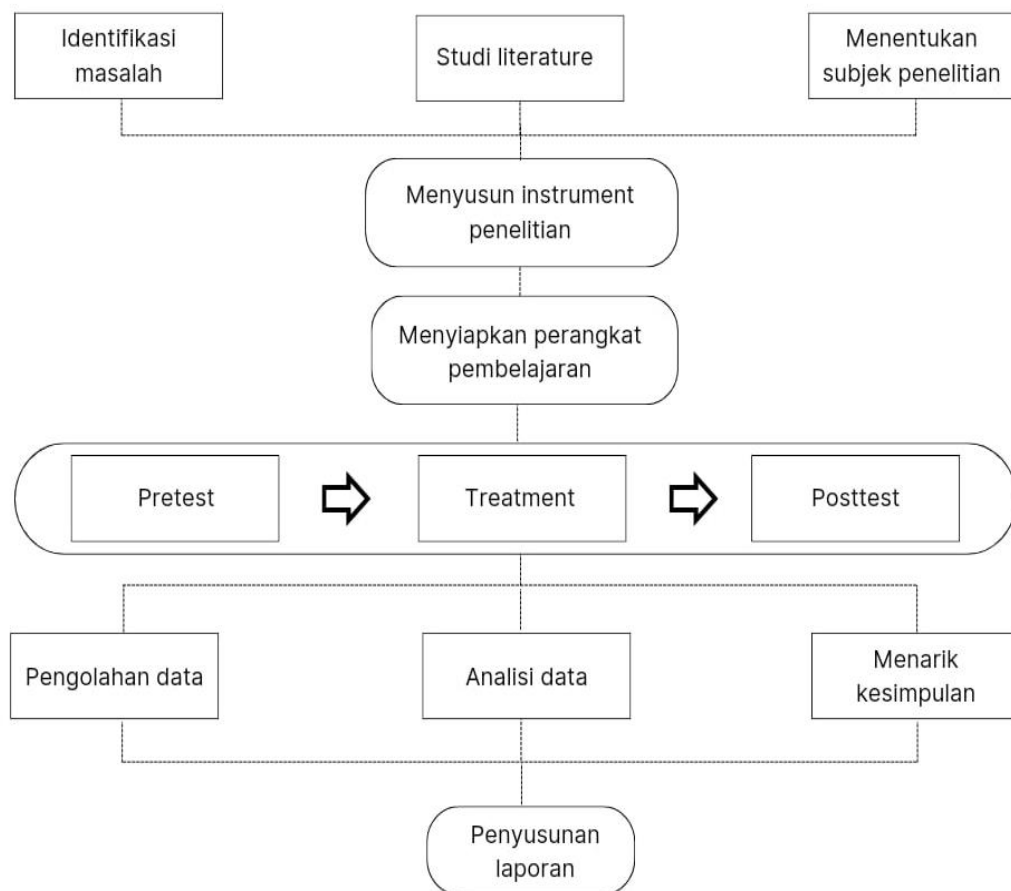 Identifikasi
masalah
Studi literature
Menentukan
subjek penelitian
Menyusun instrument
penelitian
Menyiapkan perangkat
pembelajaran
Pretest
Treatment
Posttest
Pengolahan data
Analisi data
Menarik
kesimpulan
Penyusunan
laporan